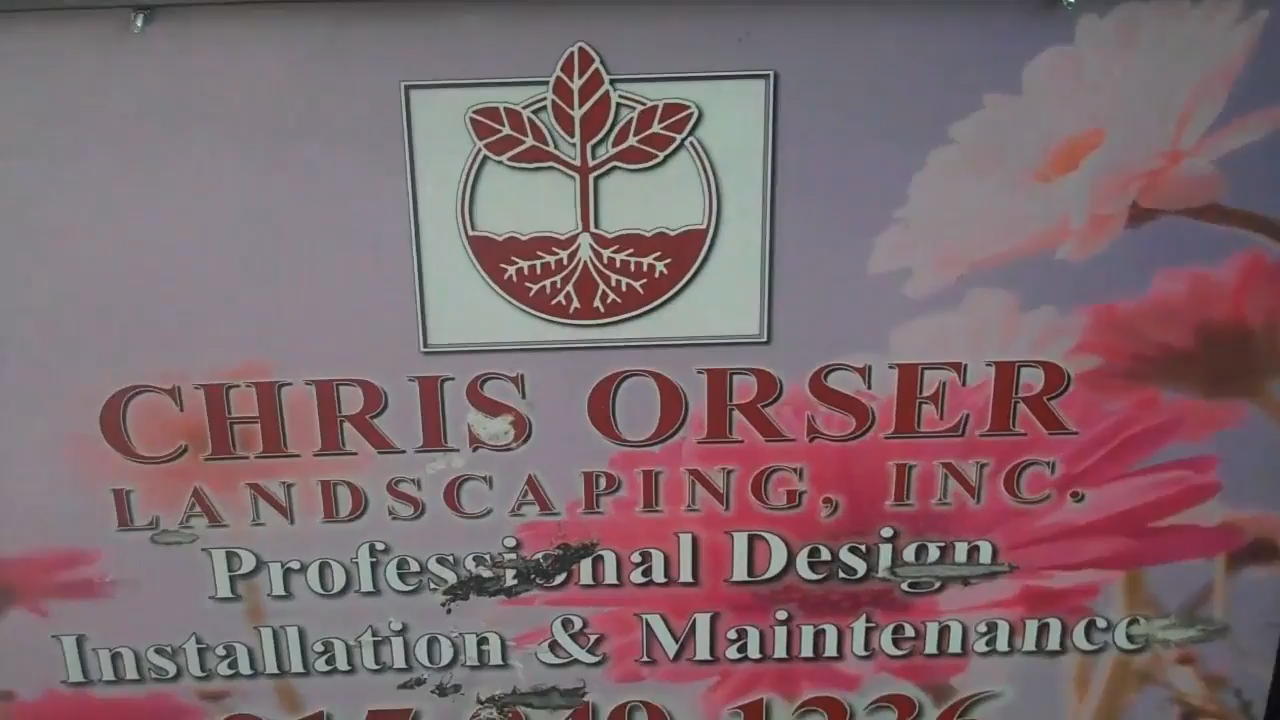 CHRIS ORSER
LANDSCAPING, INC.
Professional Design
Installation & Maintenance